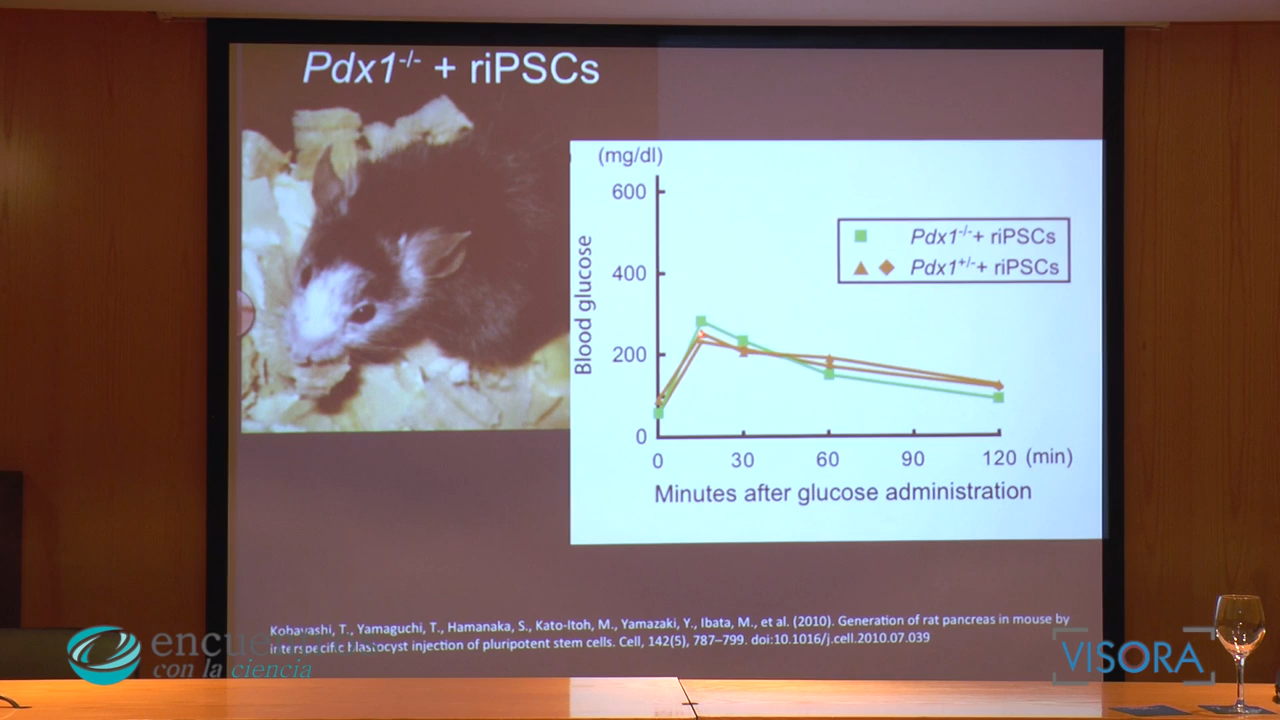 Pdx1-/- + riPSCs
(mg/dl)
600
400
200
0
Blood glucose
Pdx1-/-+ riPSCs
Pdx1+/-+ riPSCs
0 30 60 90 120 (min)
Minutes after glucose administration
Kobayashi, T., Yamaguchi, T., Hamanaka, S., Kato-Itoh, M., Yamazaki, Y., Ibata, M., et al. (2010). Generation of rat pancreas in mouse by
interspecific blastocyst injection of pluripotent stem cells. Cell, 142(5), 787–799. doi:10.1016/j.cell.2010.07.039
con la ciencia
VISORA